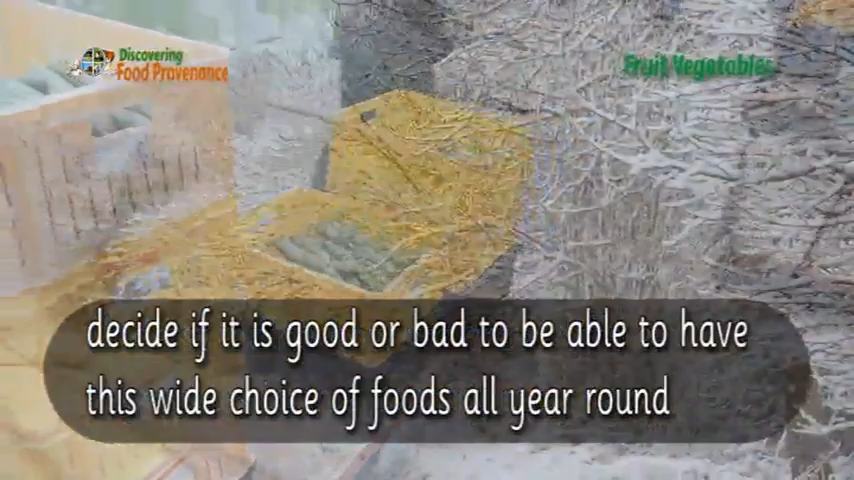 Discovering
Food Provenance
Fruit Vegetables
decide if it is good or bad to be able to have
this wide choice of foods all year round